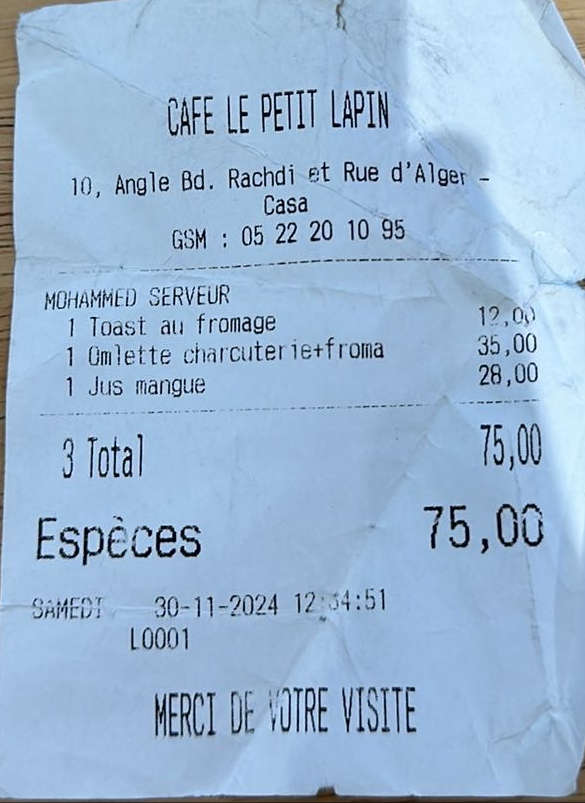 CAFE LE PETIT LAPIN
10, Angle Bd. Rachdi et Rue d'Alger -
Casa
GSM : 05 22 20 10 95
MOHAMMED SERVEUR
1 Toast au fromage 12,00
1 Omlette charcuterie+froma 35,00
1 Jus mangue 28,00
3 Total 75,00
Espèces 75,00
SAMEDI 30-11-2024 12:34:51
L0001
MERCI DE VOTRE VISITE